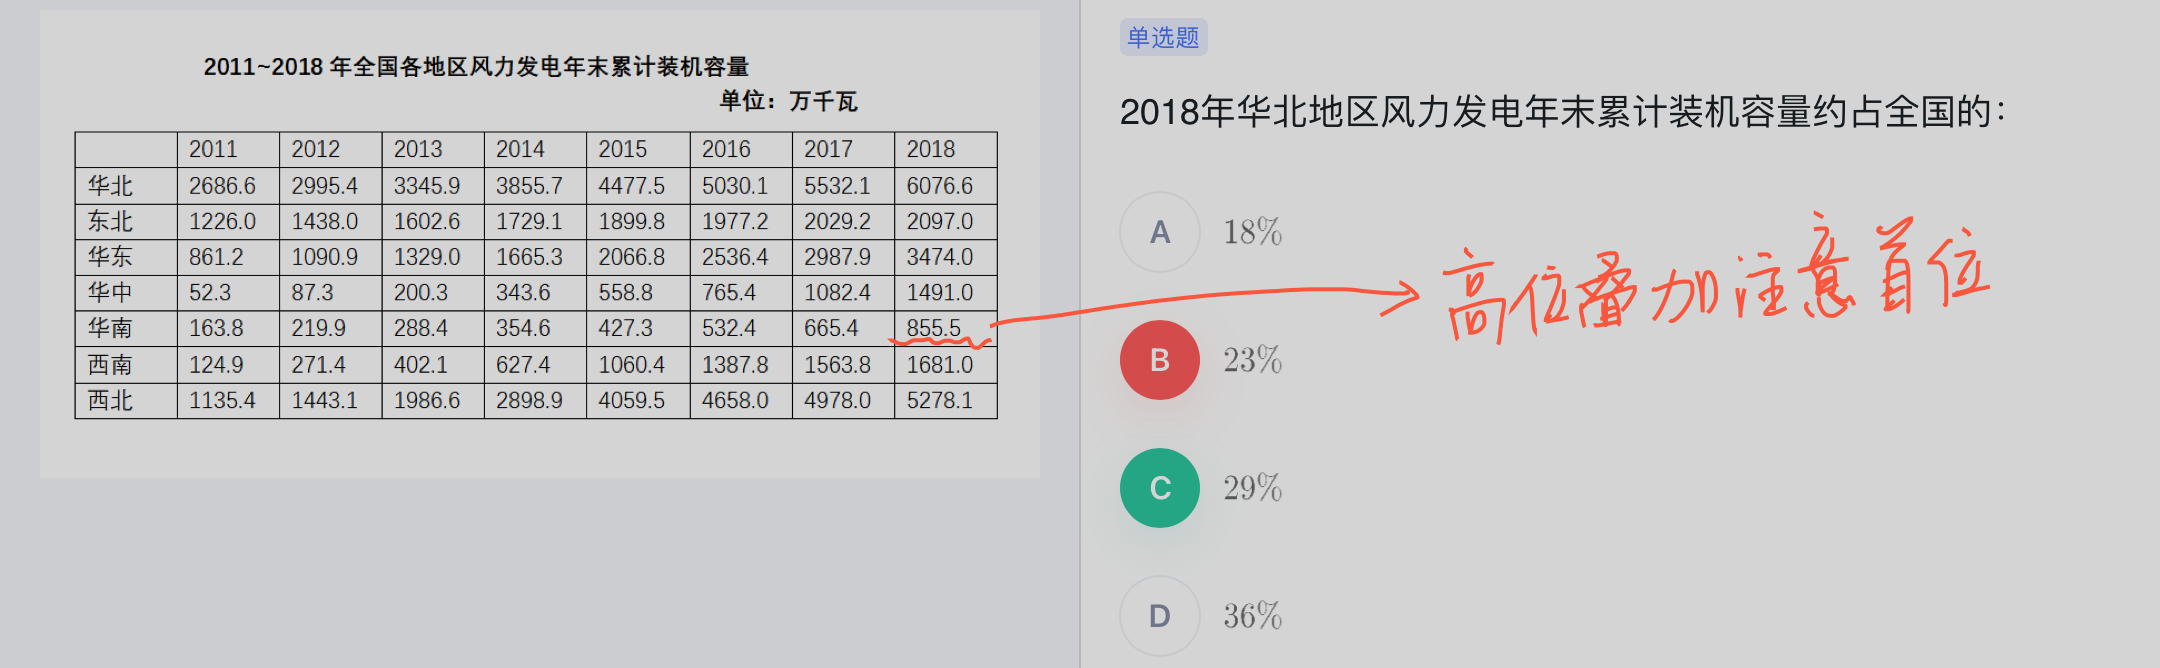 2011~2018 年全国各地区风力发电年末累计装机容量
单位：万千瓦
2011 2012 2013 2014 2015 2016 2017 2018
华北 2686.6 2995.4 3345.9 3855.7 4477.5 5030.1 5532.1 6076.6
东北 1226.0 1438.0 1602.6 1729.1 1899.8 1977.2 2029.2 2097.0
华东 861.2 1090.9 1329.0 1665.3 2066.8 2536.4 2987.9 3474.0
华中 52.3 87.3 200.3 343.6 558.8 765.4 1082.4 1491.0
华南 163.8 219.9 288.4 354.6 427.3 532.4 665.4 855.5
西南 124.9 271.4 402.1 627.4 1060.4 1387.8 1563.8 1681.0
西北 1135.4 1443.1 1986.6 2898.9 4059.5 4658.0 4978.0 5278.1
单选题
2018年华北地区风力发电年末累计装机容量约占全国的：
A 18%
高位叠加注意首位
B 23%
C 29%
D 36%